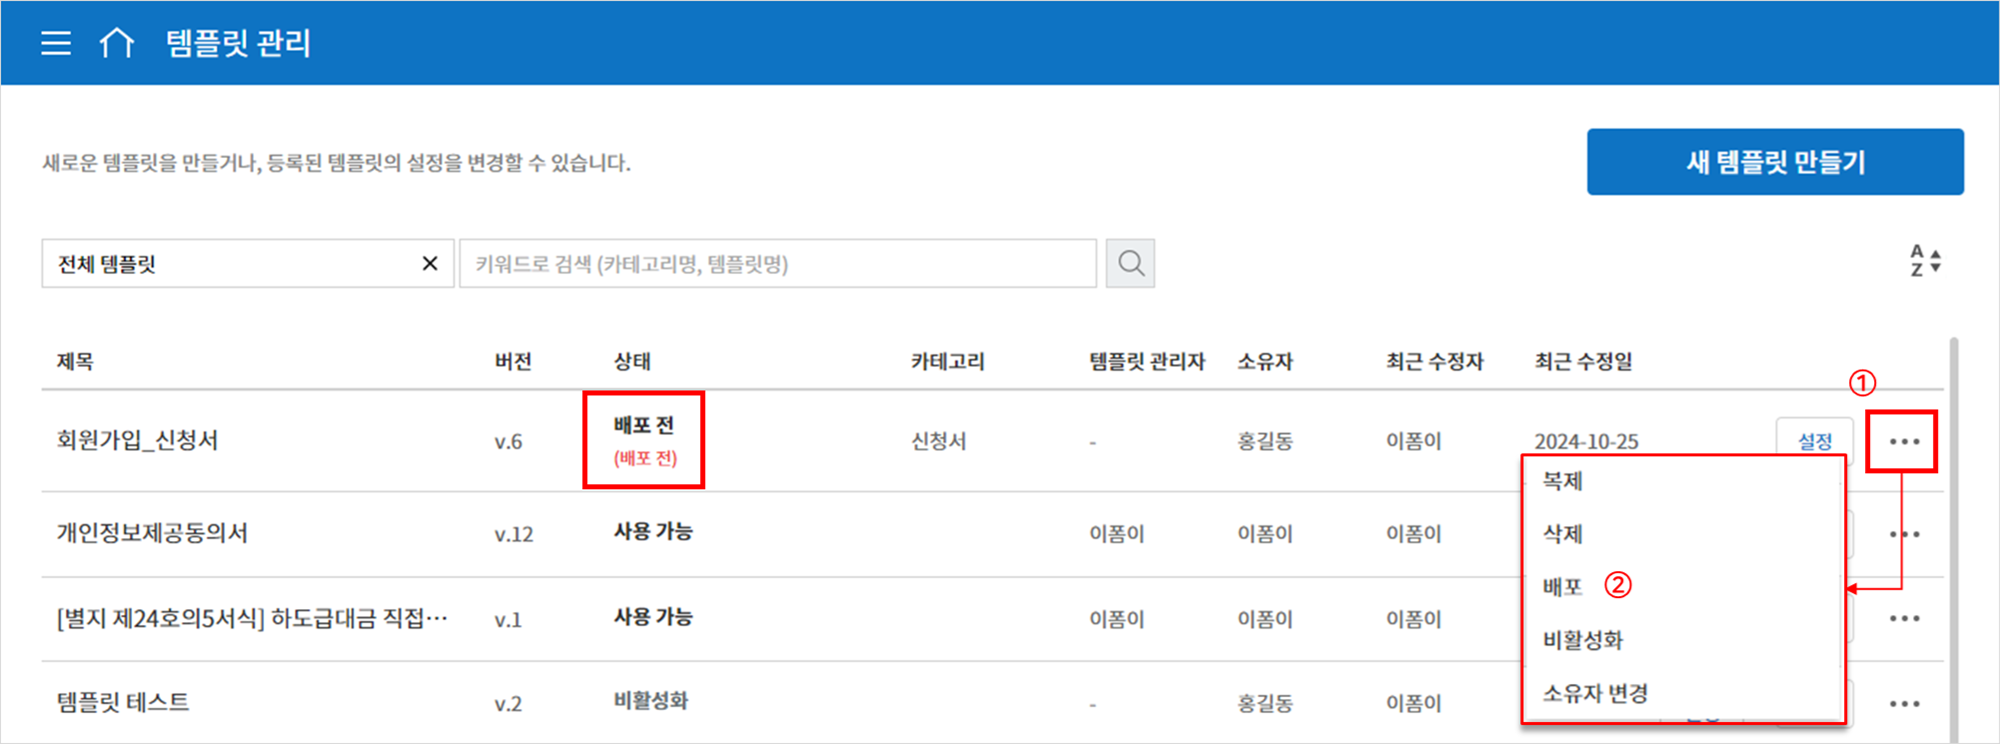 템플릿 관리
새로운 템플릿을 만들거나, 등록된 템플릿의 설정을 변경할 수 있습니다.
새 템플릿 만들기
전체 템플릿 ✕ 키워드로 검색 (카테고리명, 템플릿명)
A
Z
제목 버전 상태 카테고리 템플릿 관리자 소유자 최근 수정자 최근 수정일
①
회원가입_신청서 v.6 배포 전 신청서 - 홍길동 이폼이 2024-10-25 설정 •••
(배포 전)
개인정보제공동의서 v.12 사용 가능 이폼이 이폼이 이폼이 •••
[별지 제24호의5서식] 하도급대금 직접··· v.1 사용 가능 이폼이 이폼이 이폼이 •••
템플릿 테스트 v.2 비활성화 - 홍길동 이폼이 •••
복제
삭제
배포 ②
비활성화
소유자 변경